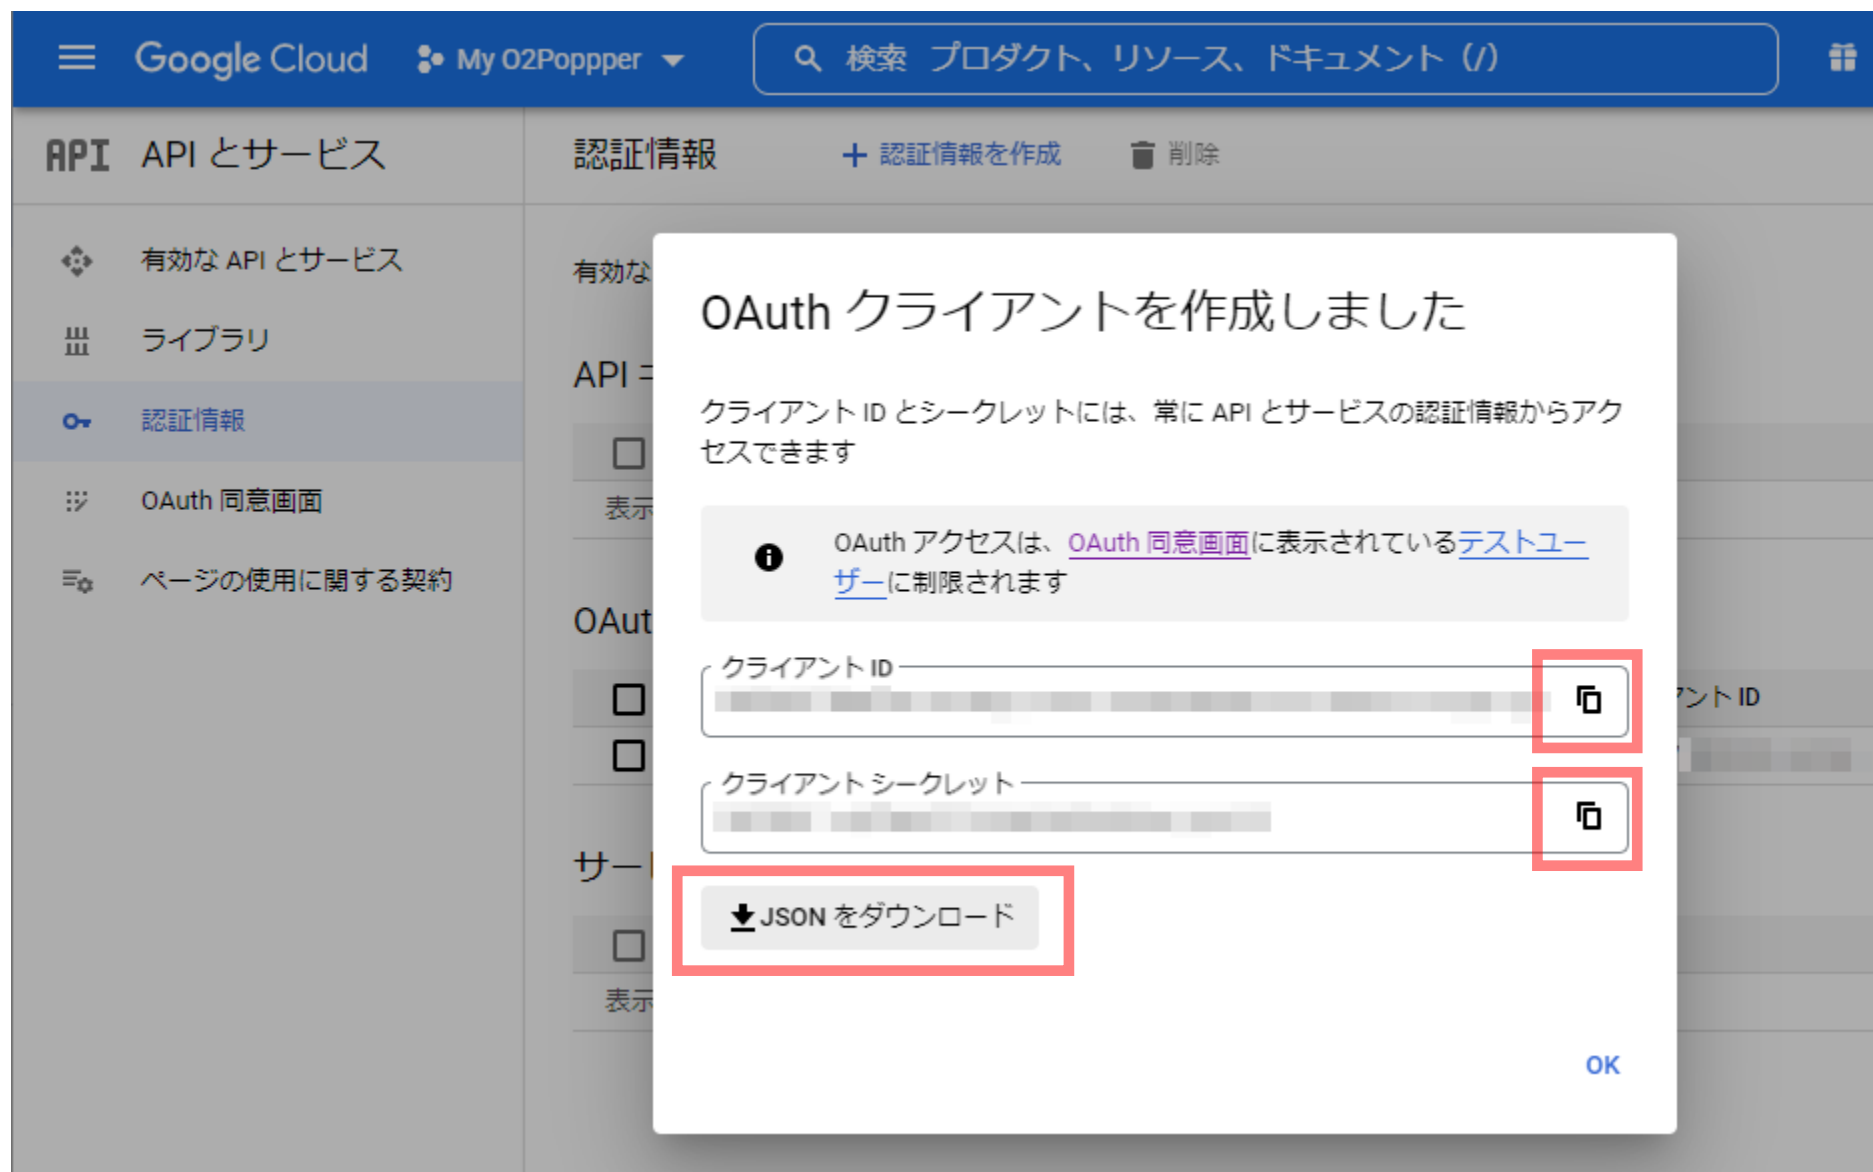 Google Cloud
My O2Poppper
検索 プロダクト、リソース、ドキュメント (/)
API
API とサービス
認証情報
認証情報を作成
削除
有効な API とサービス
ライブラリ
認証情報
OAuth 同意画面
ページの使用に関する契約
有効な
API
表示
OAut
サー
表示
OAuth クライアントを作成しました
クライアント ID とシークレットには、常に API とサービスの認証情報からアク
セスできます
OAuth アクセスは、OAuth 同意画面に表示されているテストユー
ザーに制限されます
クライアント ID
クライアント シークレット
JSON をダウンロード
OK
ント ID